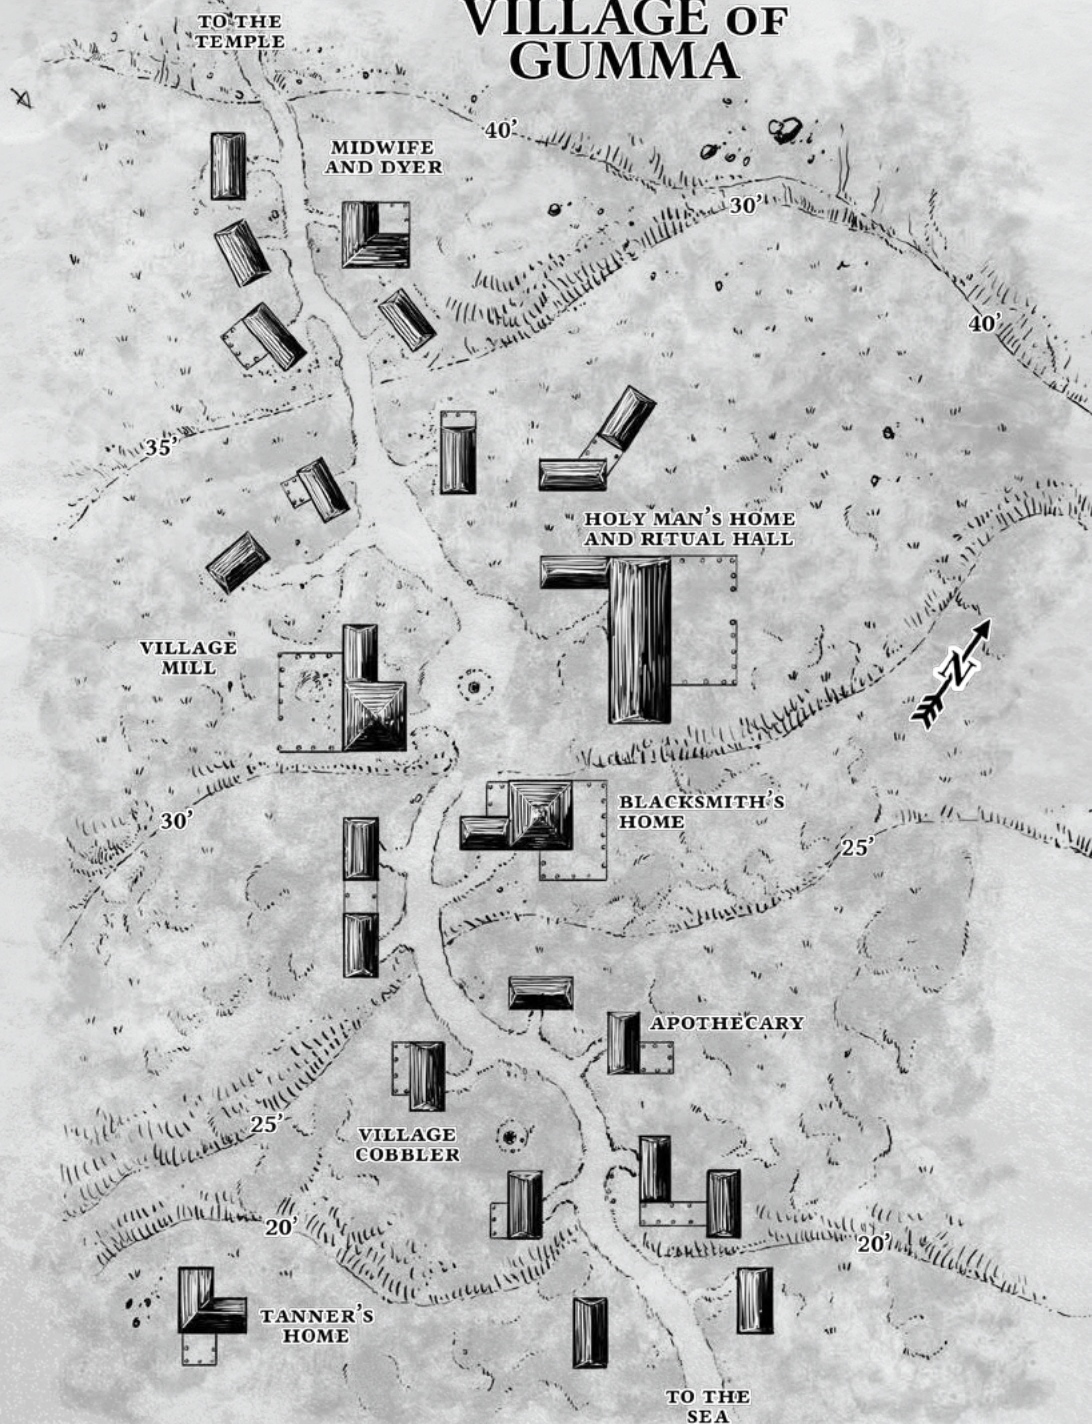 VILLAGE OF
GUMMA
TO THE
TEMPLE
40'
MIDWIFE
AND DYER
30'
40'
35'
HOLY MAN'S HOME
AND RITUAL HALL
VILLAGE
MILL
N
30'
BLACKSMITH'S
HOME
25'
APOTHECARY
25'
VILLAGE
COBBLER
20'
20'
TANNER'S
HOME
TO THE
SEA